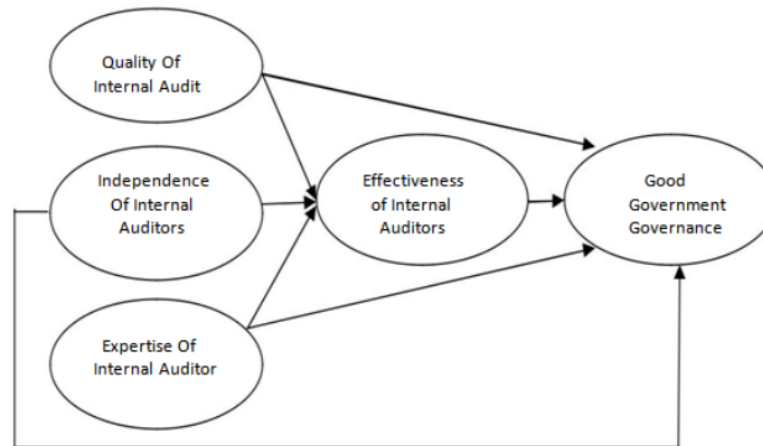 Quality Of
Internal Audit
Independence
Of Internal
Auditors
Effectiveness
of Internal
Auditors
Good
Government
Governance
Expertise Of
Internal Auditor